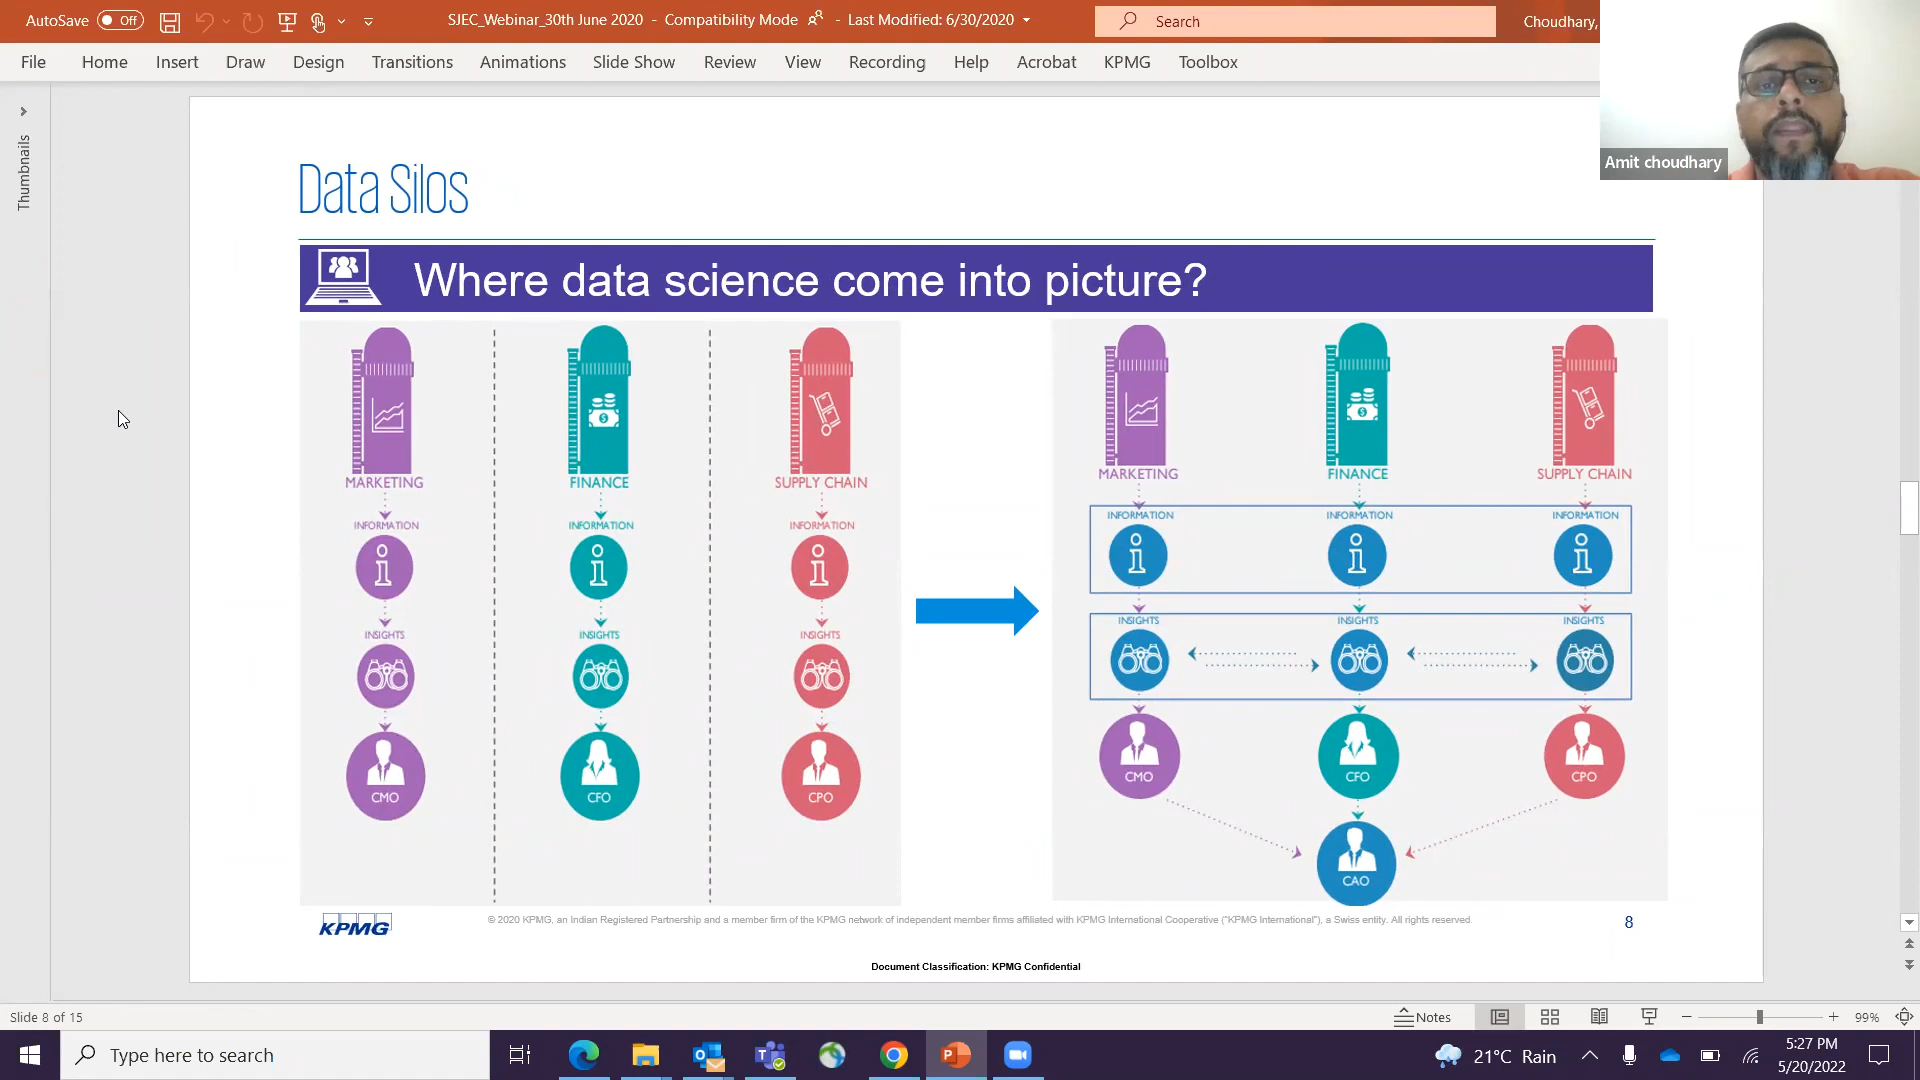 AutoSave Off SJEC_Webinar_30th June 2020 - Compatibility Mode - Last Modified: 6/30/2020 Search Choudhary,
File Home Insert Draw Design Transitions Animations Slide Show Review View Recording Help Acrobat KPMG Toolbox
Amit choudhary
Thumbnails
Data Silos
Where data science come into picture?
MARKETING FINANCE SUPPLY CHAIN
INFORMATION INFORMATION INFORMATION
INSIGHTS INSIGHTS INSIGHTS
CMO CFO CPO
MARKETING FINANCE SUPPLY CHAIN
INFORMATION INFORMATION INFORMATION
INSIGHTS INSIGHTS INSIGHTS
CMO CFO CPO
CAO
KPMG © 2020 KPMG, an Indian Registered Partnership and a member firm of the KPMG network of independent member firms affiliated with KPMG International Cooperative ("KPMG International"), a Swiss entity. All rights reserved. 8
Document Classification: KPMG Confidential
Slide 8 of 15 Notes 99%
Type here to search 21°C Rain 5:27 PM
5/20/2022